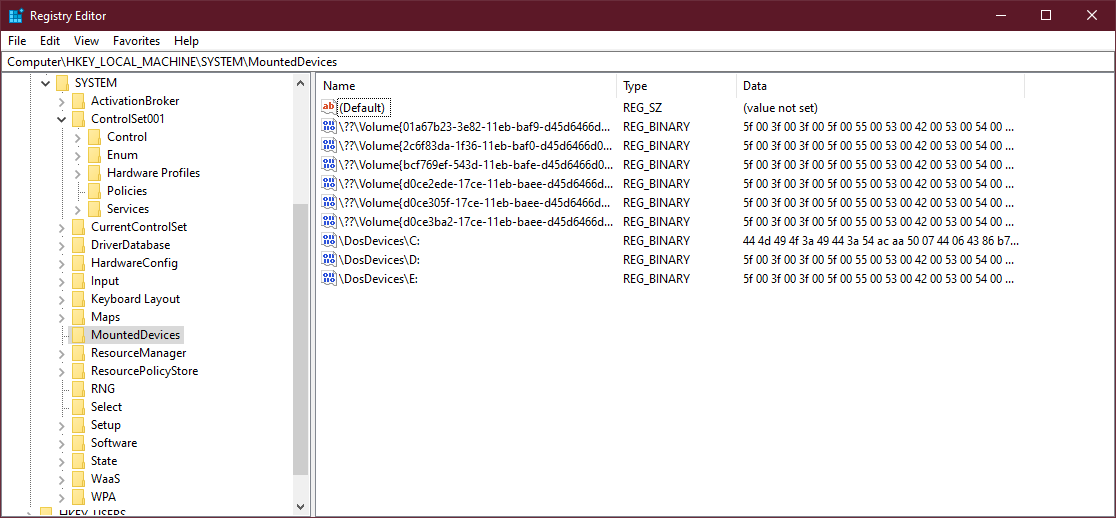 Registry Editor
File Edit View Favorites Help
Computer\HKEY_LOCAL_MACHINE\SYSTEM\MountedDevices
SYSTEM
ActivationBroker
ControlSet001
Control
Enum
Hardware Profiles
Policies
Services
CurrentControlSet
DriverDatabase
HardwareConfig
Input
Keyboard Layout
Maps
MountedDevices
ResourceManager
ResourcePolicyStore
RNG
Select
Setup
Software
State
WaaS
WPA
HKEY_USERS
Name Type Data
(Default) REG_SZ (value not set)
\??\Volume{01a67b23-3e82-11eb-baf9-d45d6466d... REG_BINARY 5f 00 3f 00 3f 00 5f 00 55 00 53 00 42 00 53 00 54 00 ...
\??\Volume{2c6f83da-1f36-11eb-baf0-d45d6466d... REG_BINARY 5f 00 3f 00 3f 00 5f 00 55 00 53 00 42 00 53 00 54 00 ...
\??\Volume{bcf769ef-543d-11eb-bafe-d45d6466d0... REG_BINARY 5f 00 3f 00 3f 00 5f 00 55 00 53 00 42 00 53 00 54 00 ...
\??\Volume{d0ce2ede-17ce-11eb-baee-d45d6466... REG_BINARY 5f 00 3f 00 3f 00 5f 00 55 00 53 00 42 00 53 00 54 00 ...
\??\Volume{d0ce305f-17ce-11eb-baee-d45d6466d... REG_BINARY 5f 00 3f 00 3f 00 5f 00 55 00 53 00 42 00 53 00 54 00 ...
\??\Volume{d0ce3ba2-17ce-11eb-baee-d45d6466d... REG_BINARY 5f 00 3f 00 3f 00 5f 00 55 00 53 00 42 00 53 00 54 00 ...
\DosDevices\C: REG_BINARY 44 4d 49 4f 3a 49 44 3a 54 ac aa 50 07 44 06 43 86 b7...
\DosDevices\D: REG_BINARY 5f 00 3f 00 3f 00 5f 00 55 00 53 00 42 00 53 00 54 00 ...
\DosDevices\E: REG_BINARY 5f 00 3f 00 3f 00 5f 00 55 00 53 00 42 00 53 00 54 00 ...